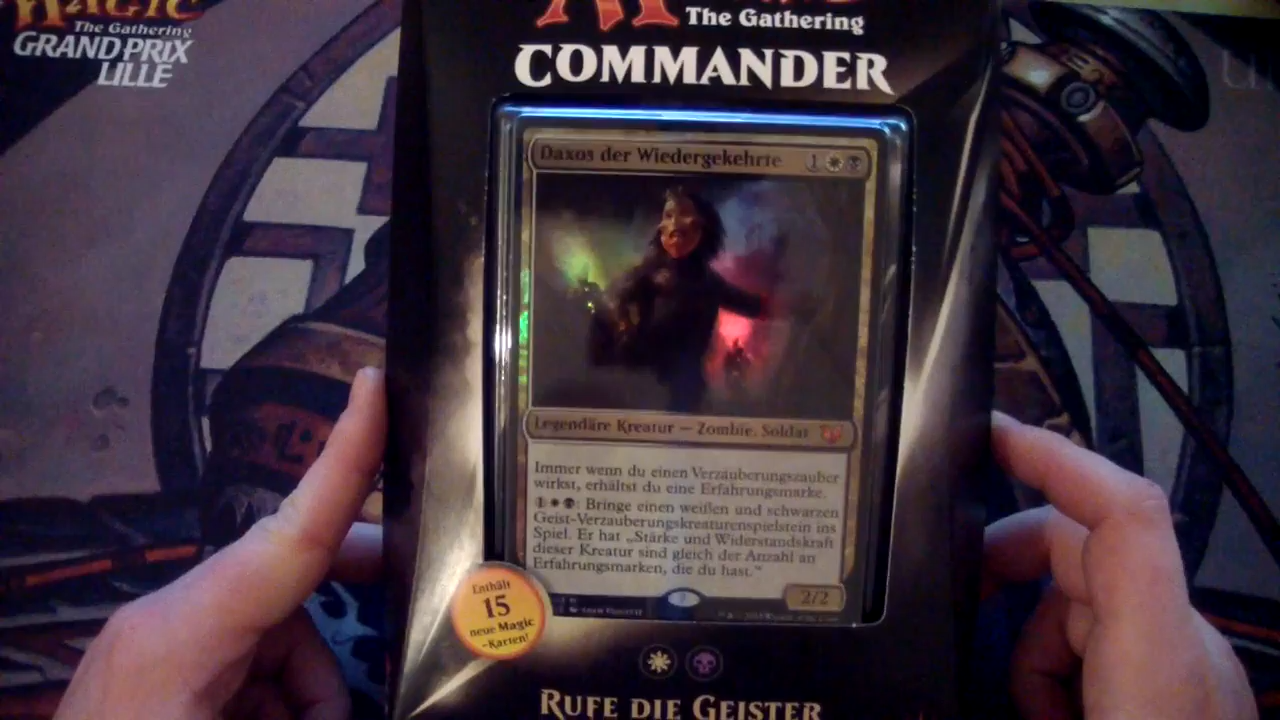 MAGIC
The Gathering
GRAND PRIX
LILLE
The Gathering
COMMANDER
Daxos der Wiedergekehrte 1
Legendäre Kreatur — Zombie, Soldat
Immer wenn du einen Verzauberungszauber
wirkst, erhältst du eine Erfahrungsmarke.
1 : Bringe einen weißen und schwarzen
Geist-Verzauberungskreaturenspielstein ins
Spiel. Er hat „Stärke und Widerstandskraft
dieser Kreatur sind gleich der Anzahl an
Erfahrungsmarken, die du hast.“
2/2
Enthält
15
neue Magic
-Karten!
RUFE DIE GEISTER